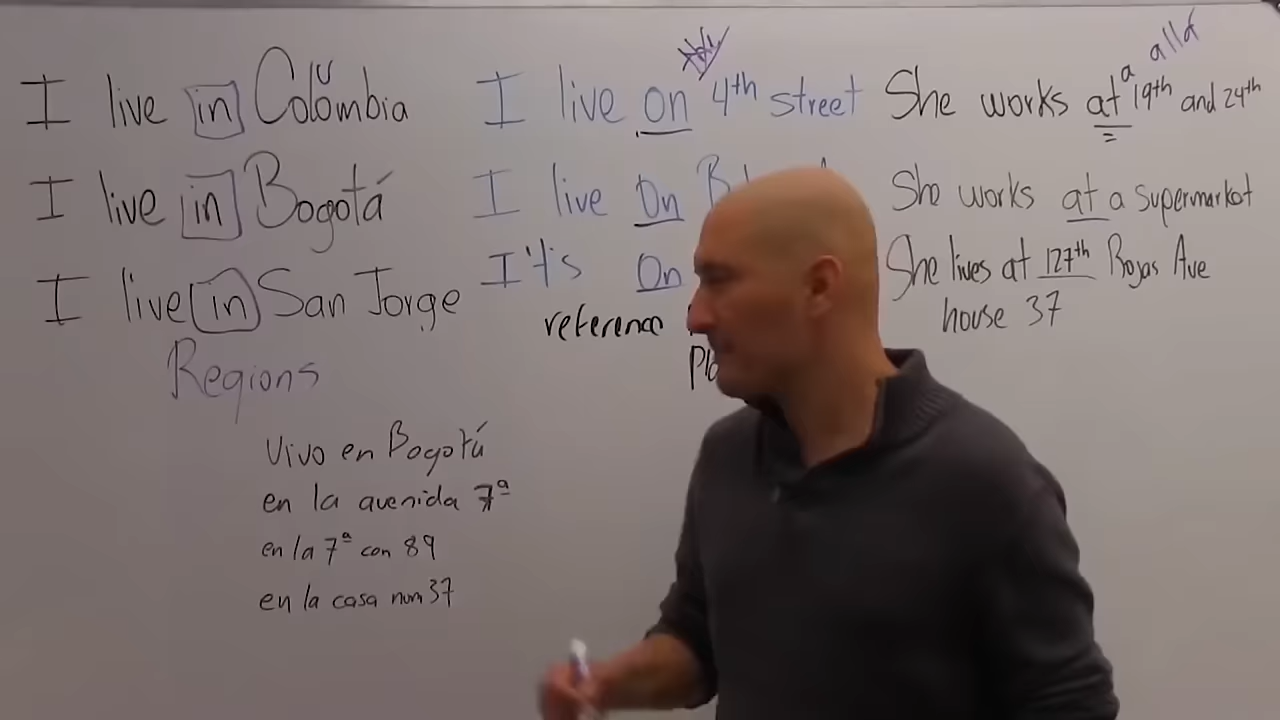 I live in Colombia
I live in Bogotá
I live in San Jorge
Regions
Vivo en Bogotá
en la avenida 7ª
en la 7ª con 89
en la casa num 37
I live on 4th street
I live On
It's On
reference
a allá
She works at 19th and 24th
She works at a supermarket
She lives at 127th Rojas Ave
house 37